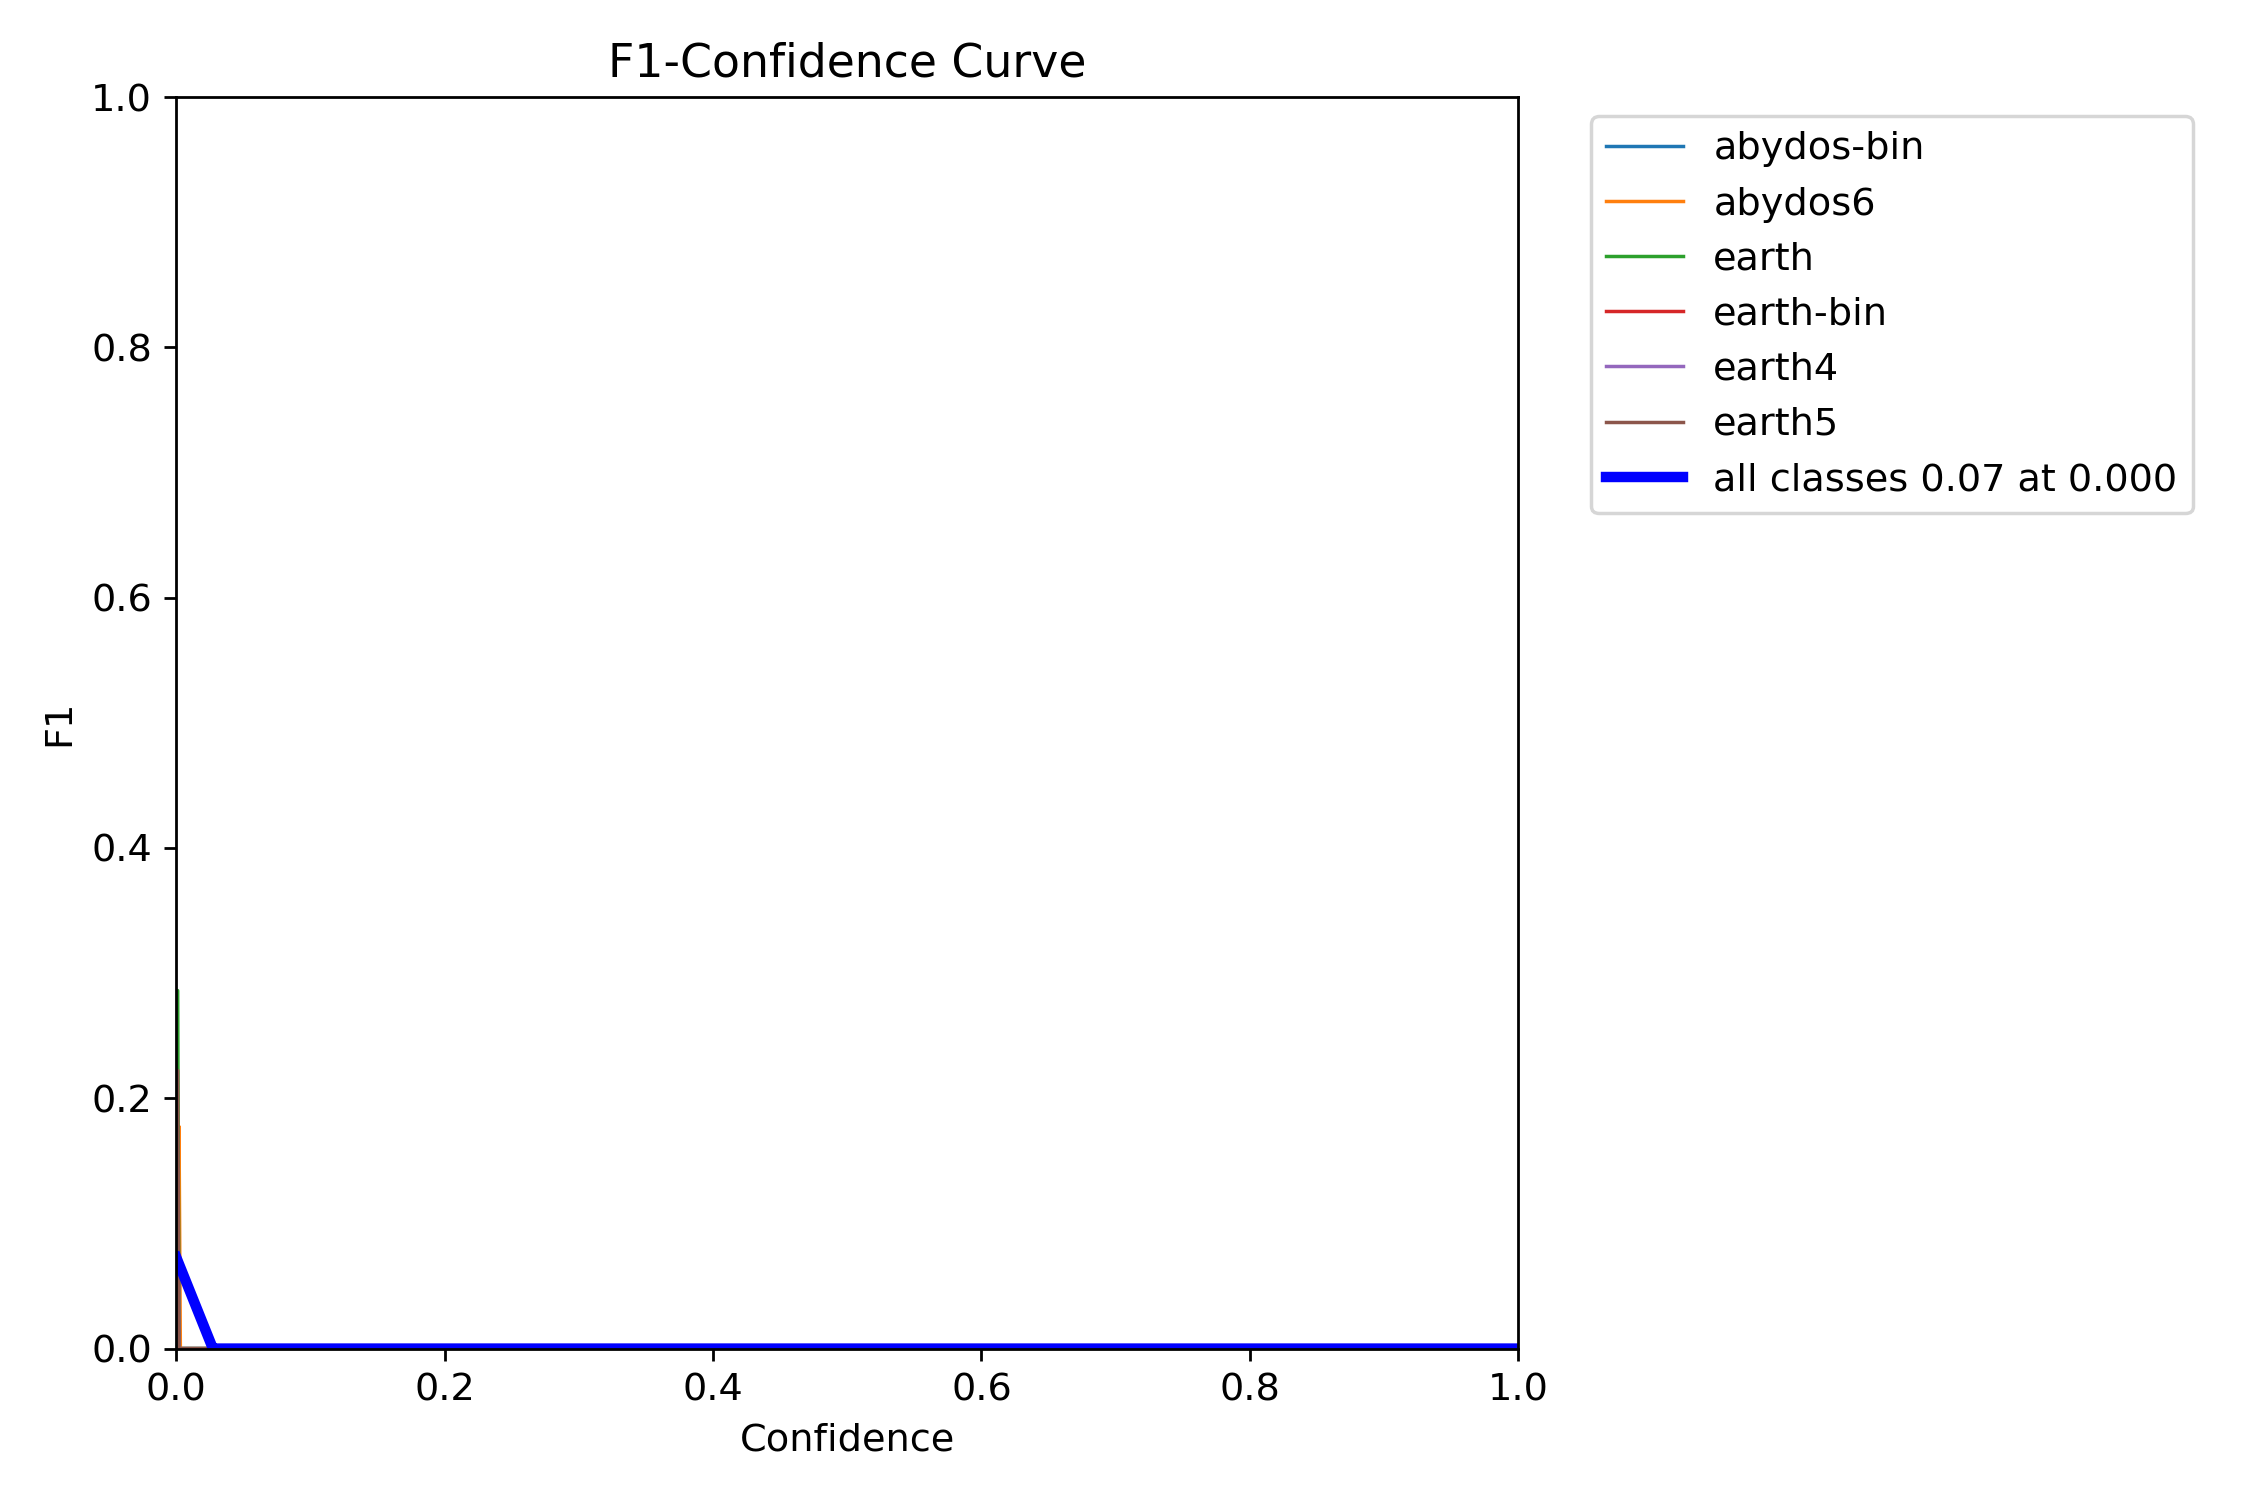 F1-Confidence Curve
1.0
0.8
0.6
0.4
0.2
0.0
F1
0.0 0.2 0.4 0.6 0.8 1.0
Confidence
abydos-bin
abydos6
earth
earth-bin
earth4
earth5
all classes 0.07 at 0.000